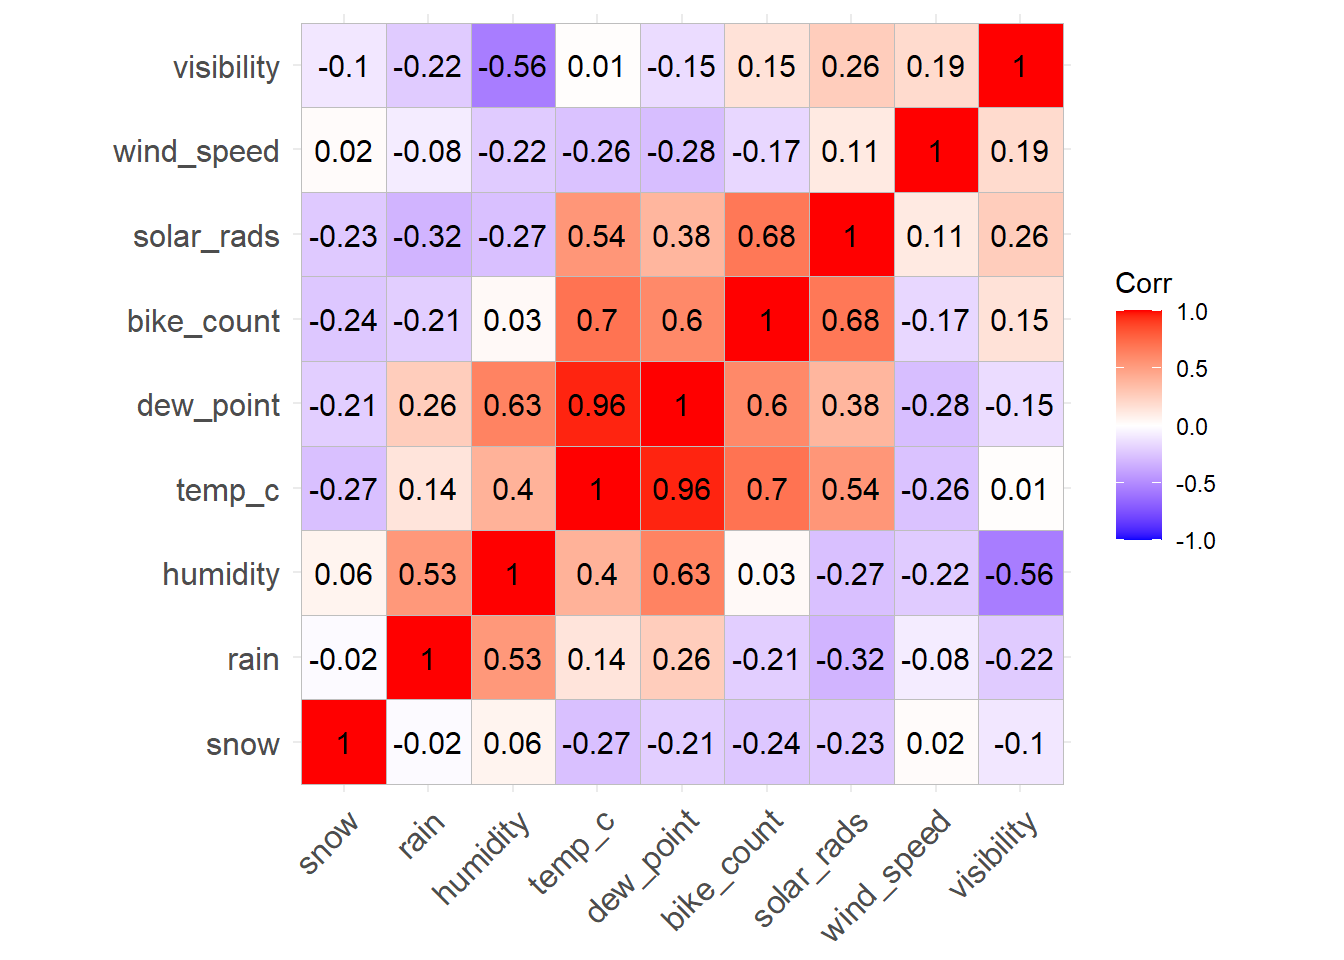 visibility -0.1 -0.22 -0.56 0.01 -0.15 0.15 0.26 0.19 1
wind_speed 0.02 -0.08 -0.22 -0.26 -0.28 -0.17 0.11 1 0.19
solar_rads -0.23 -0.32 -0.27 0.54 0.38 0.68 1 0.11 0.26
bike_count -0.24 -0.21 0.03 0.7 0.6 1 0.68 -0.17 0.15
dew_point -0.21 0.26 0.63 0.96 1 0.6 0.38 -0.28 -0.15
temp_c -0.27 0.14 0.4 1 0.96 0.7 0.54 -0.26 0.01
humidity 0.06 0.53 1 0.4 0.63 0.03 -0.27 -0.22 -0.56
rain -0.02 1 0.53 0.14 0.26 -0.21 -0.32 -0.08 -0.22
snow 1 -0.02 0.06 -0.27 -0.21 -0.24 -0.23 0.02 -0.1
snow rain humidity temp_c dew_point bike_count solar_rads wind_speed visibility
Corr
1.0
0.5
0.0
-0.5
-1.0